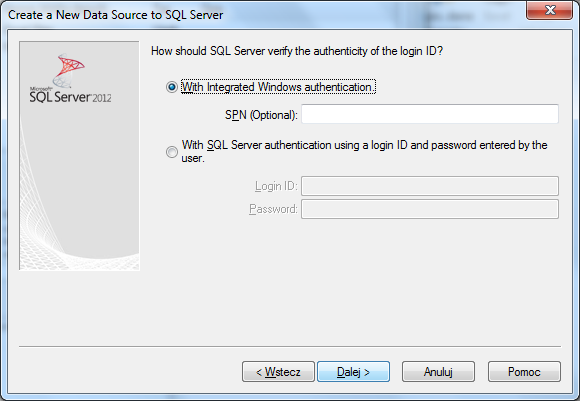 Create a New Data Source to SQL Server
How should SQL Server verify the authenticity of the login ID?
With Integrated Windows authentication.
SPN (Optional):
With SQL Server authentication using a login ID and password entered by the
user.
Login ID:
Password:
Microsoft
SQL Server 2012
< Wstecz
Dalej >
Anuluj
Pomoc